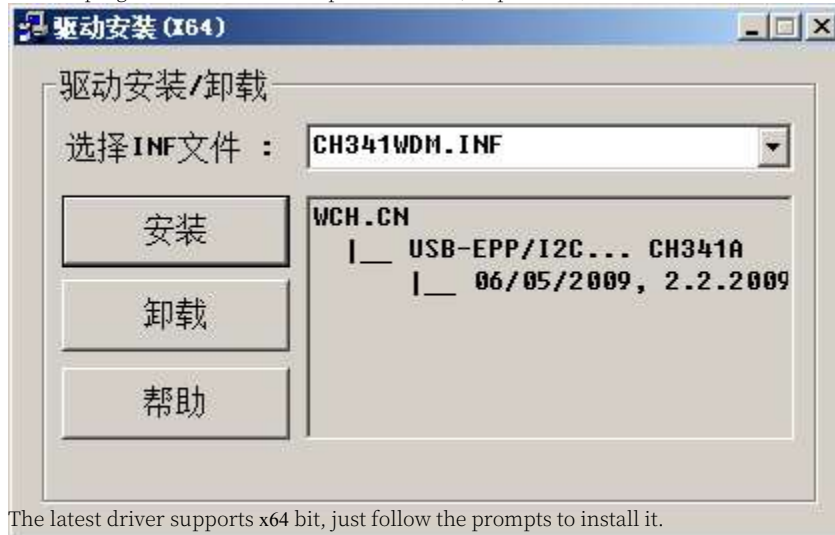 驱动安装(X64)
驱动安装/卸载
选择INF文件 : CH341WDM.INF
安装
卸载
帮助
WCH.CN
|__ USB-EPP/I2C... CH341A
|__ 06/05/2009, 2.2.2009
The latest driver supports x64 bit, just follow the prompts to install it.